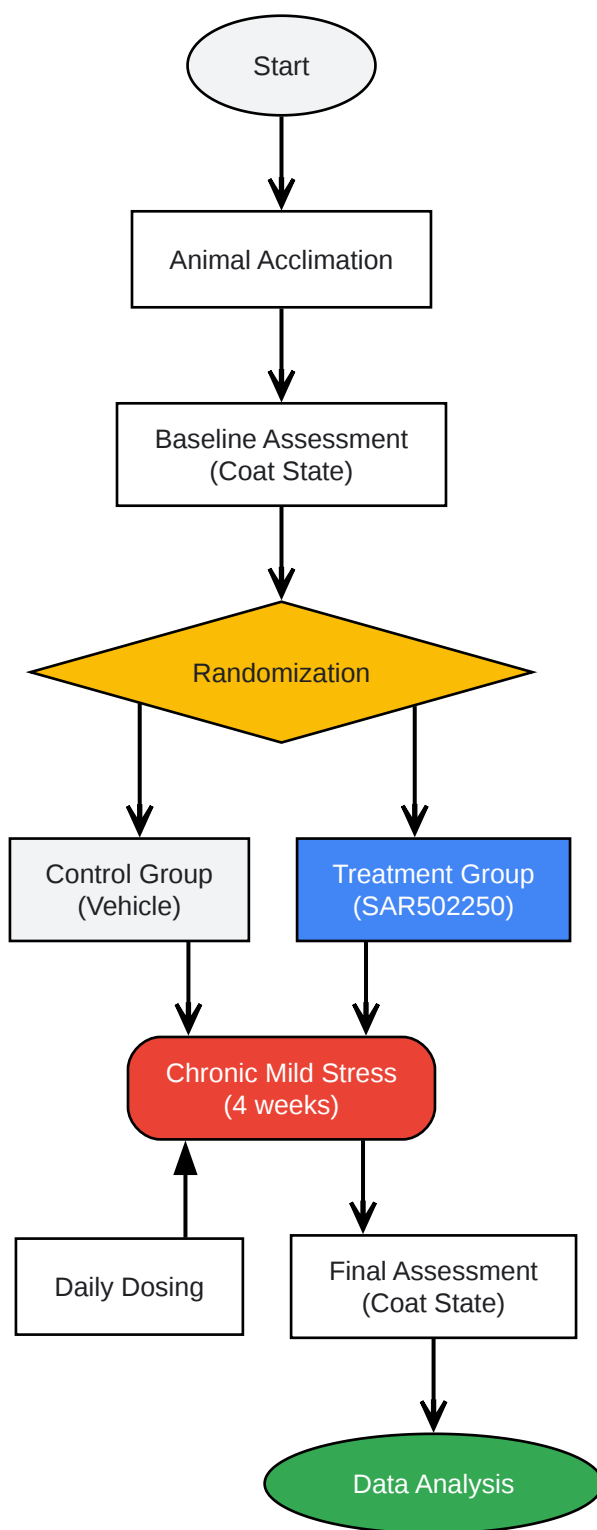 Start
Animal Acclimation
Baseline Assessment
(Coat State)
Randomization
Control Group
(Vehicle)
Treatment Group
(SAR502250)
Chronic Mild Stress
(4 weeks)
Daily Dosing
Final Assessment
(Coat State)
Data Analysis